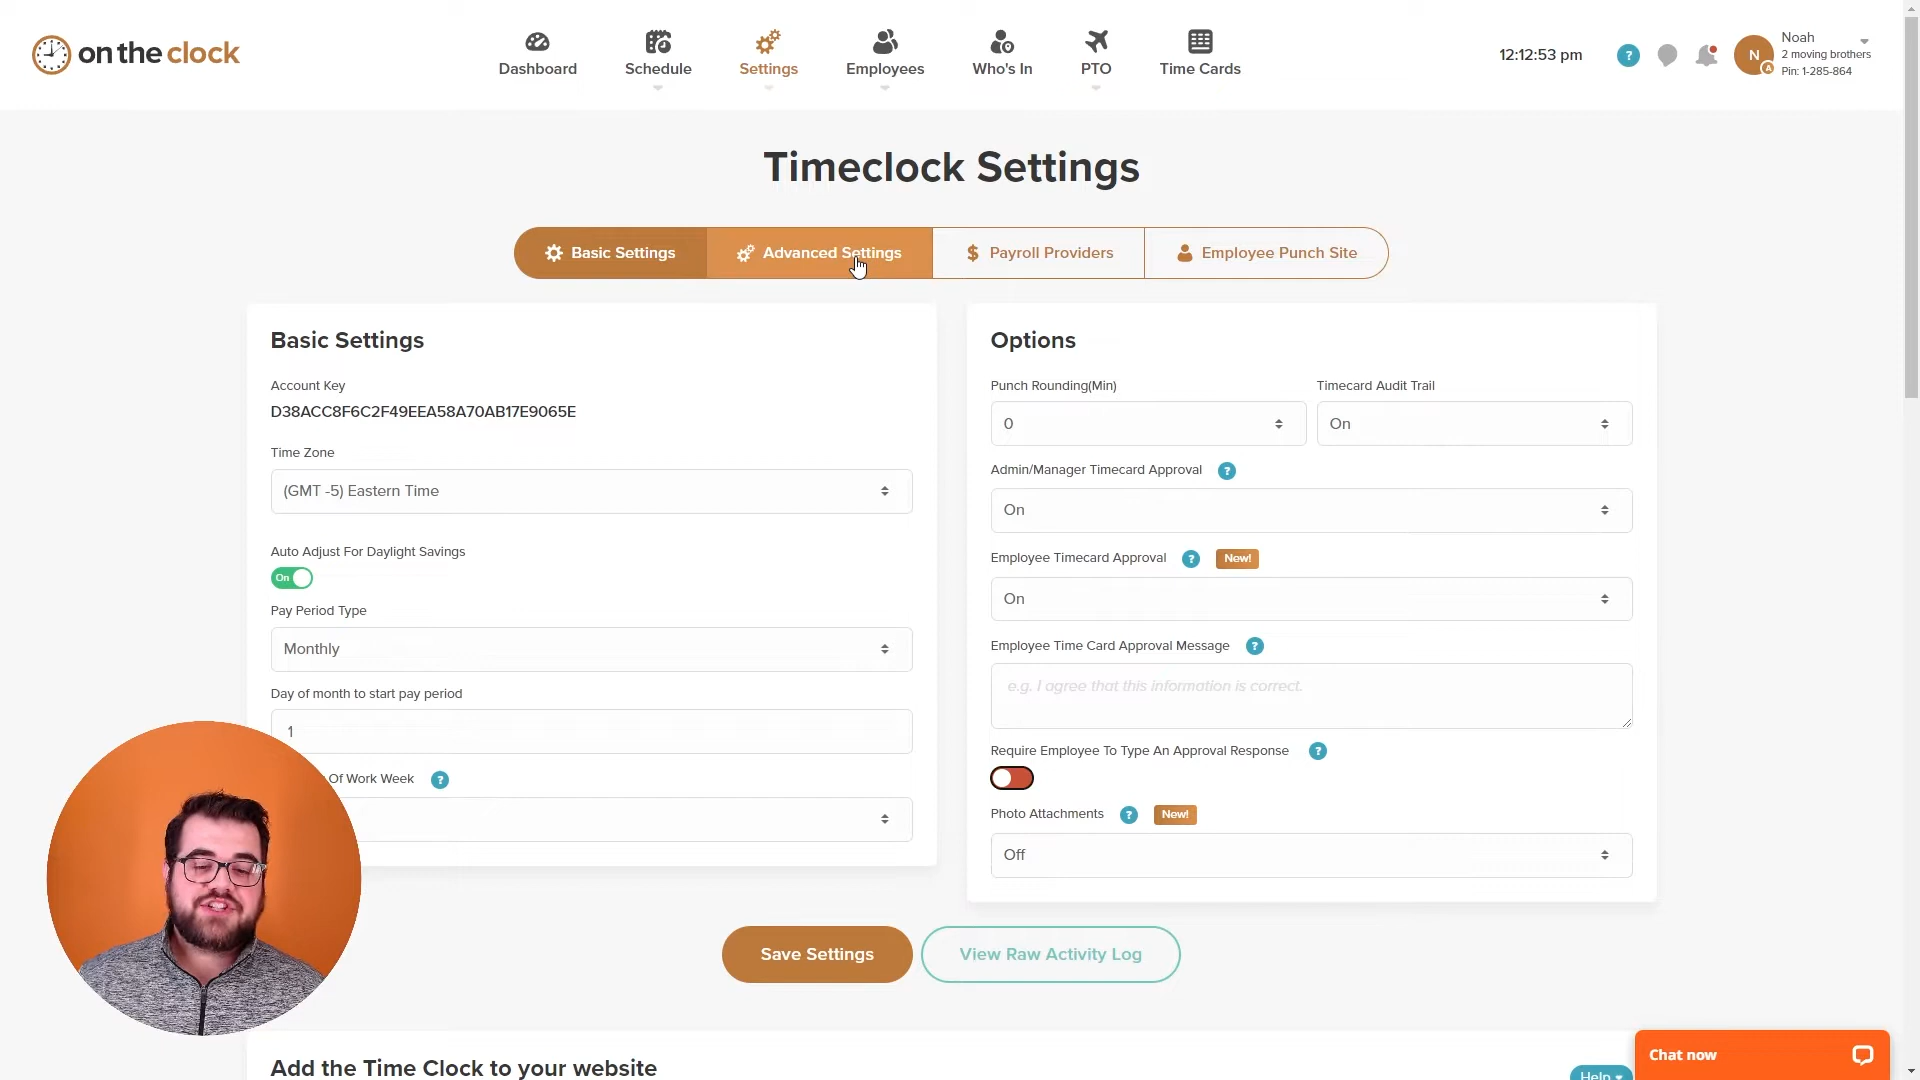 on the clock
Dashboard
Schedule
Settings
Employees
Who's In
PTO
Time Cards
12:12:53 pm
?
N
A
Noah
2 moving brothers
Pin: 1-285-864
Timeclock Settings
Basic Settings
Advanced Settings
$ Payroll Providers
Employee Punch Site
Basic Settings
Account Key
D38ACC8F6C2F49EEA58A70AB17E9065E
Time Zone
(GMT -5) Eastern Time
Auto Adjust For Daylight Savings
On
Pay Period Type
Monthly
Day of month to start pay period
1
Of Work Week ?
Options
Punch Rounding(Min)
0
Timecard Audit Trail
On
Admin/Manager Timecard Approval ?
On
Employee Timecard Approval ? New!
On
Employee Time Card Approval Message ?
e.g. I agree that this information is correct.
Require Employee To Type An Approval Response ?
Photo Attachments ? New!
Off
Save Settings
View Raw Activity Log
Add the Time Clock to your website
Help
Chat now